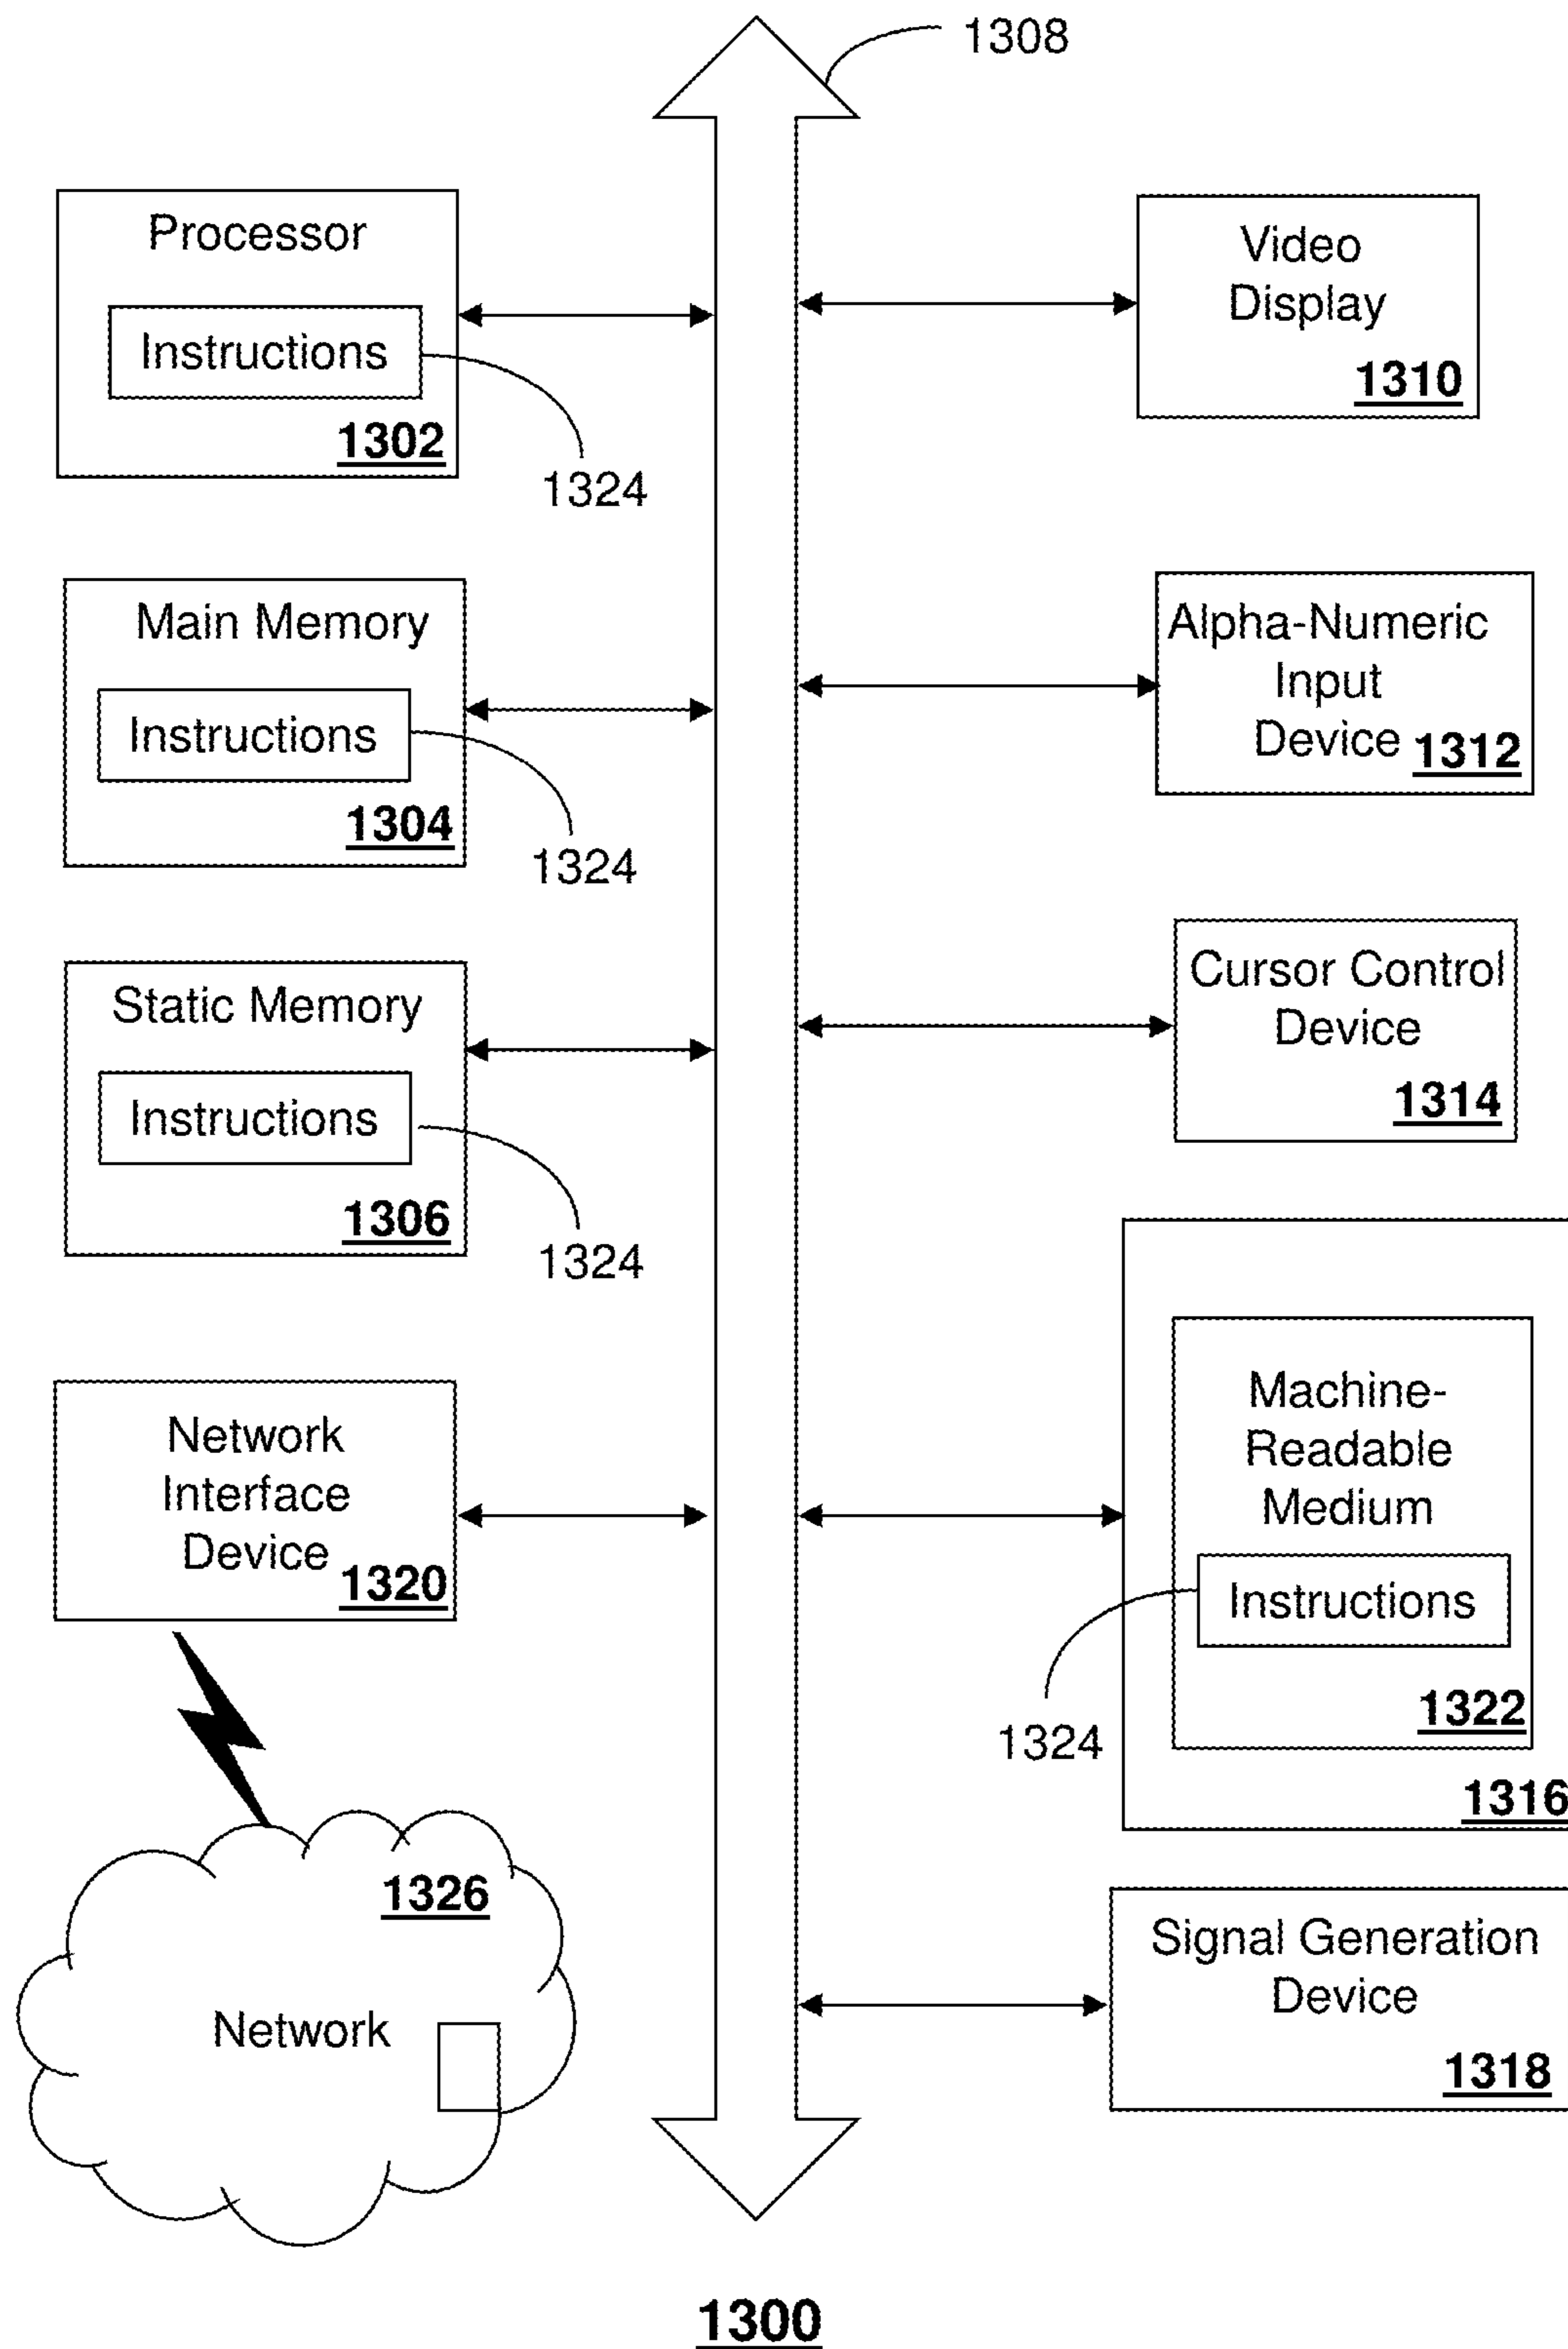 1308
Processor
Instructions
1302
1324
Main Memory
Instructions
1304
1324
Static Memory
Instructions
1306
1324
Network
Interface
Device
1320
1326
Network
Video
Display
1310
Alpha-Numeric
Input
Device 1312
Cursor Control
Device
1314
Machine-
Readable
Medium
Instructions
1322
1324
1316
Signal Generation
Device
1318
1300